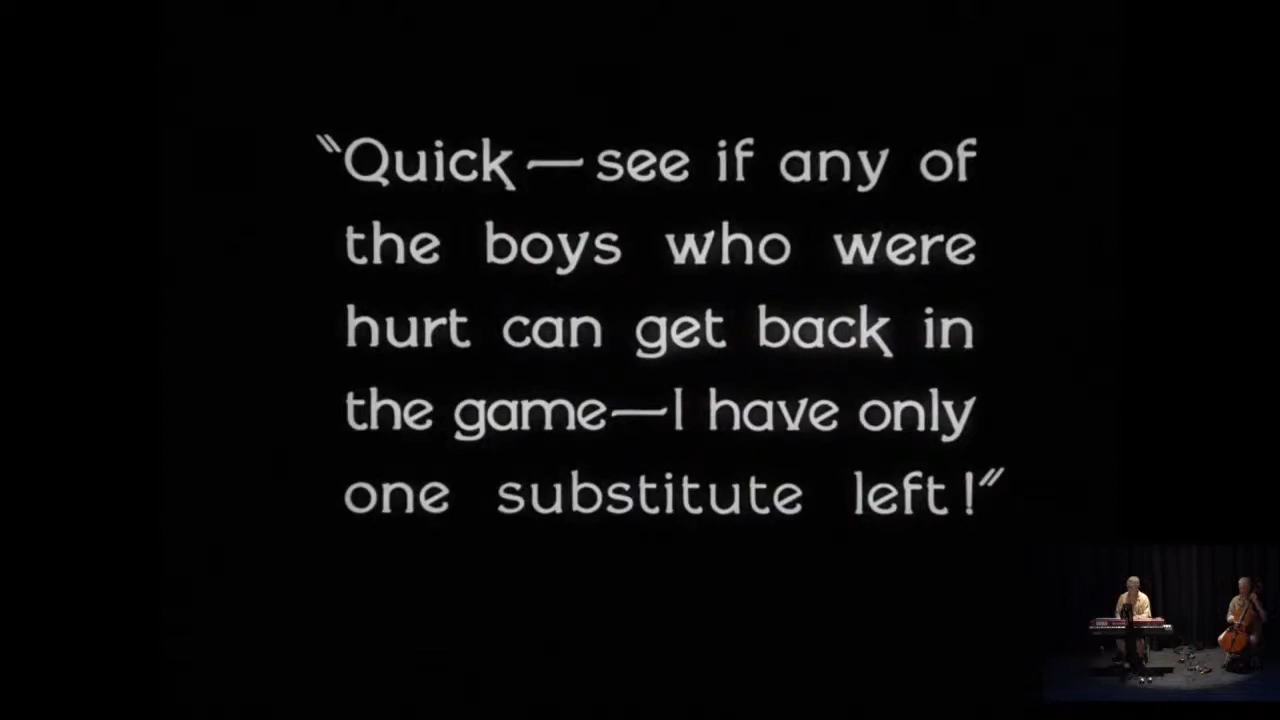 "Quick—see if any of
the boys who were
hurt can get back in
the game—I have only
one substitute left!"